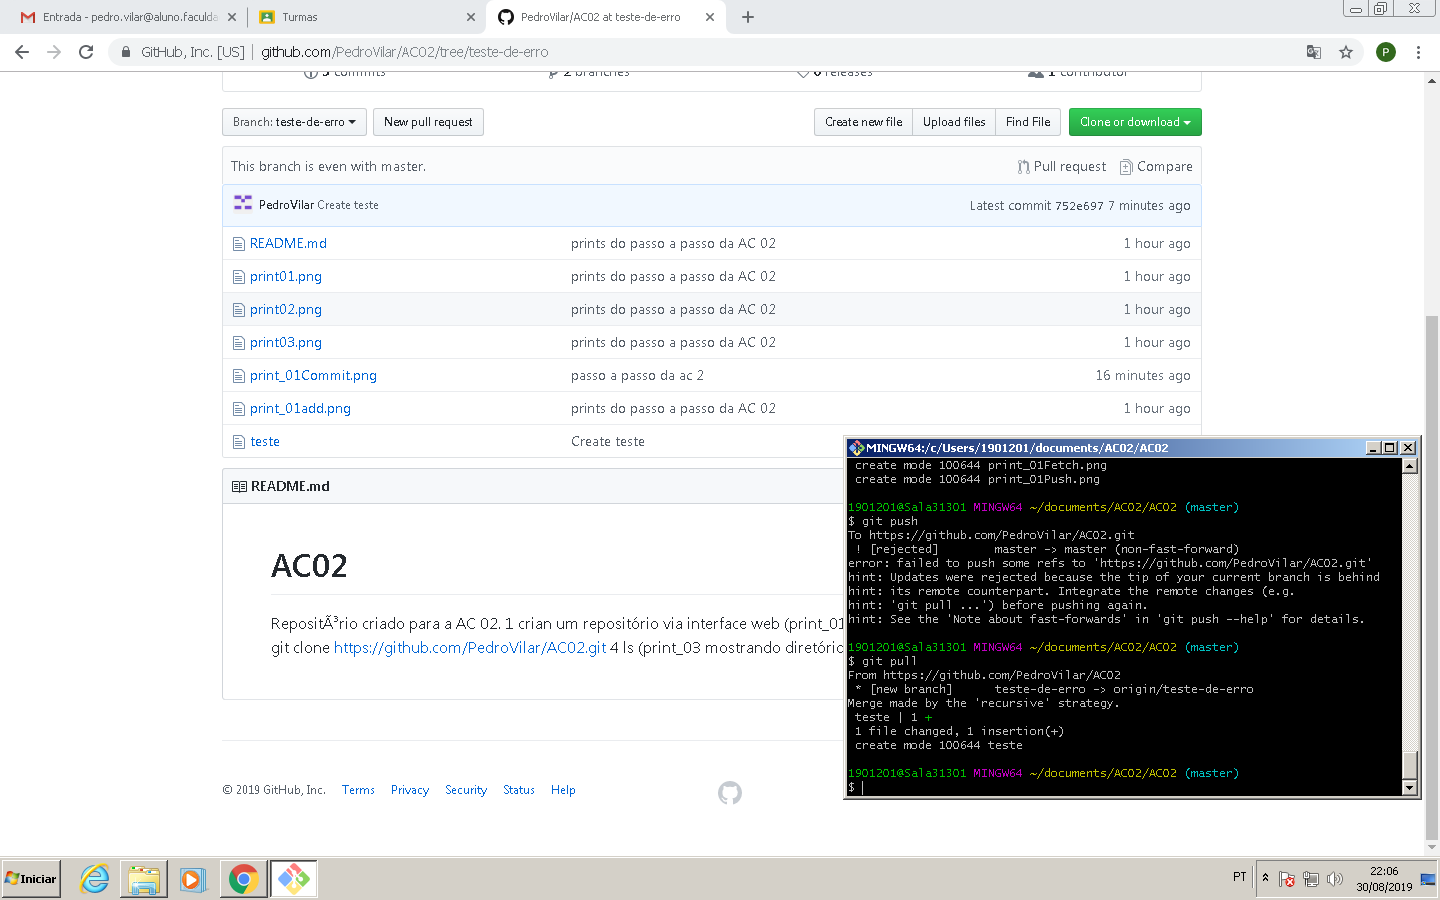 Entrada - pedro.vilar@aluno.faculda
Turmas
PedroVilar/AC02 at teste-de-erro
GitHub, Inc. [US] | github.com/PedroVilar/AC02/tree/teste-de-erro
P
commits
2 branches
releases
1 contributor
Branch: teste-de-erro
New pull request
Create new file
Upload files
Find File
Clone or download
This branch is even with master.
Pull request
Compare
PedroVilar Create teste
Latest commit 752e697 7 minutes ago
README.md prints do passo a passo da AC 02 1 hour ago
print01.png prints do passo a passo da AC 02 1 hour ago
print02.png prints do passo a passo da AC 02 1 hour ago
print03.png prints do passo a passo da AC 02 1 hour ago
print_01Commit.png passo a passo da ac 2 16 minutes ago
print_01add.png prints do passo a passo da AC 02 1 hour ago
teste Create teste
README.md
AC02
RepositÃ³rio criado para a AC 02. 1 crian um repositório via interface web (print_01
git clone https://github.com/PedroVilar/AC02.git 4 ls (print_03 mostrando diretóric
© 2019 GitHub, Inc. Terms Privacy Security Status Help
MINGW64:/c/Users/1901201/documents/AC02/AC02
create mode 100644 print_01Fetch.png
create mode 100644 print_01Push.png
1901201@Sala31301 MINGW64 ~/documents/AC02/AC02 (master)
$ git push
To https://github.com/PedroVilar/AC02.git
! [rejected] master -> master (non-fast-forward)
error: failed to push some refs to 'https://github.com/PedroVilar/AC02.git'
hint: Updates were rejected because the tip of your current branch is behind
hint: its remote counterpart. Integrate the remote changes (e.g.
hint: 'git pull ...') before pushing again.
hint: See the 'Note about fast-forwards' in 'git push --help' for details.
1901201@Sala31301 MINGW64 ~/documents/AC02/AC02 (master)
$ git pull
From https://github.com/PedroVilar/AC02
* [new branch] teste-de-erro -> origin/teste-de-erro
Merge made by the 'recursive' strategy.
teste | 1 +
1 file changed, 1 insertion(+)
create mode 100644 teste
1901201@Sala31301 MINGW64 ~/documents/AC02/AC02 (master)
$
Iniciar
PT
22:06
30/08/2019